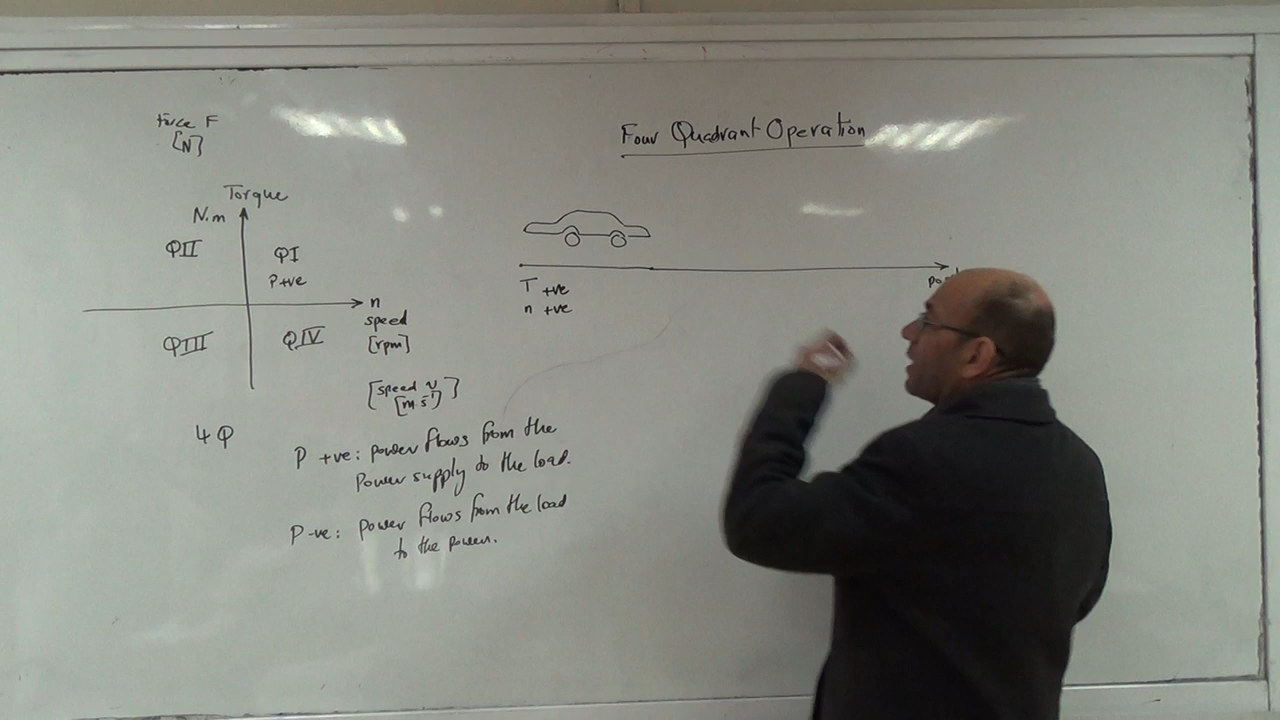 Force F
[N]
Four Quadrant Operation
Torque
N.m
QII
QI
P+ve
n
speed
[rpm]
QIII
QIV
[speed v
[m.s⁻¹]]
4Q
T +ve
n +ve
P +ve: power flows from the
Power supply to the load.
P-ve: power flows from the load
to the power.